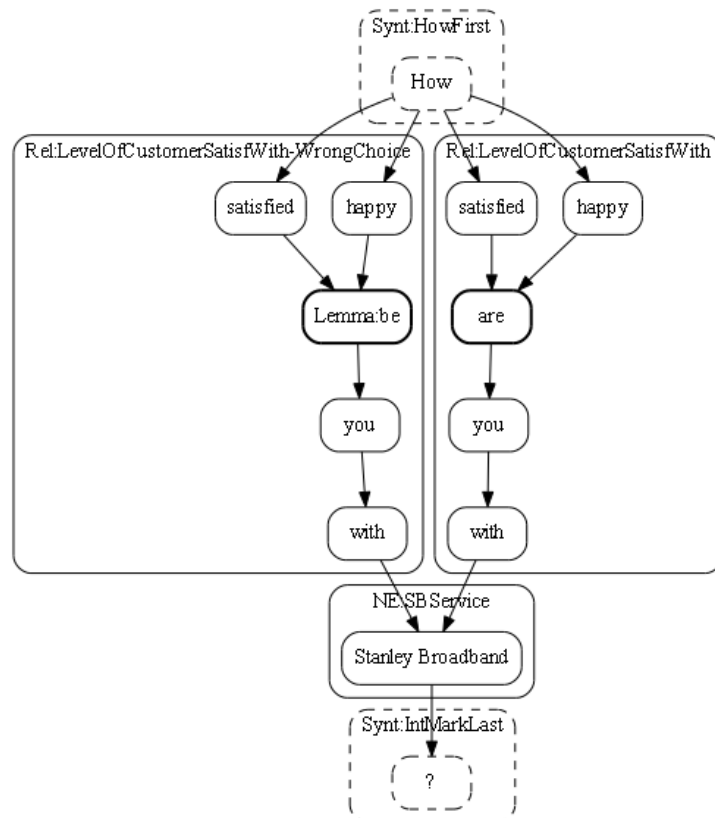 Synt:HowFirst
How
Rel:LevelOfCustomerSatisfWith-WrongChoice
Rel:LevelOfCustomerSatisfWith
satisfied
happy
satisfied
happy
Lemma:be
are
you
you
with
with
NE:SBService
Stanley Broadband
Synt:IntMarkLast
?